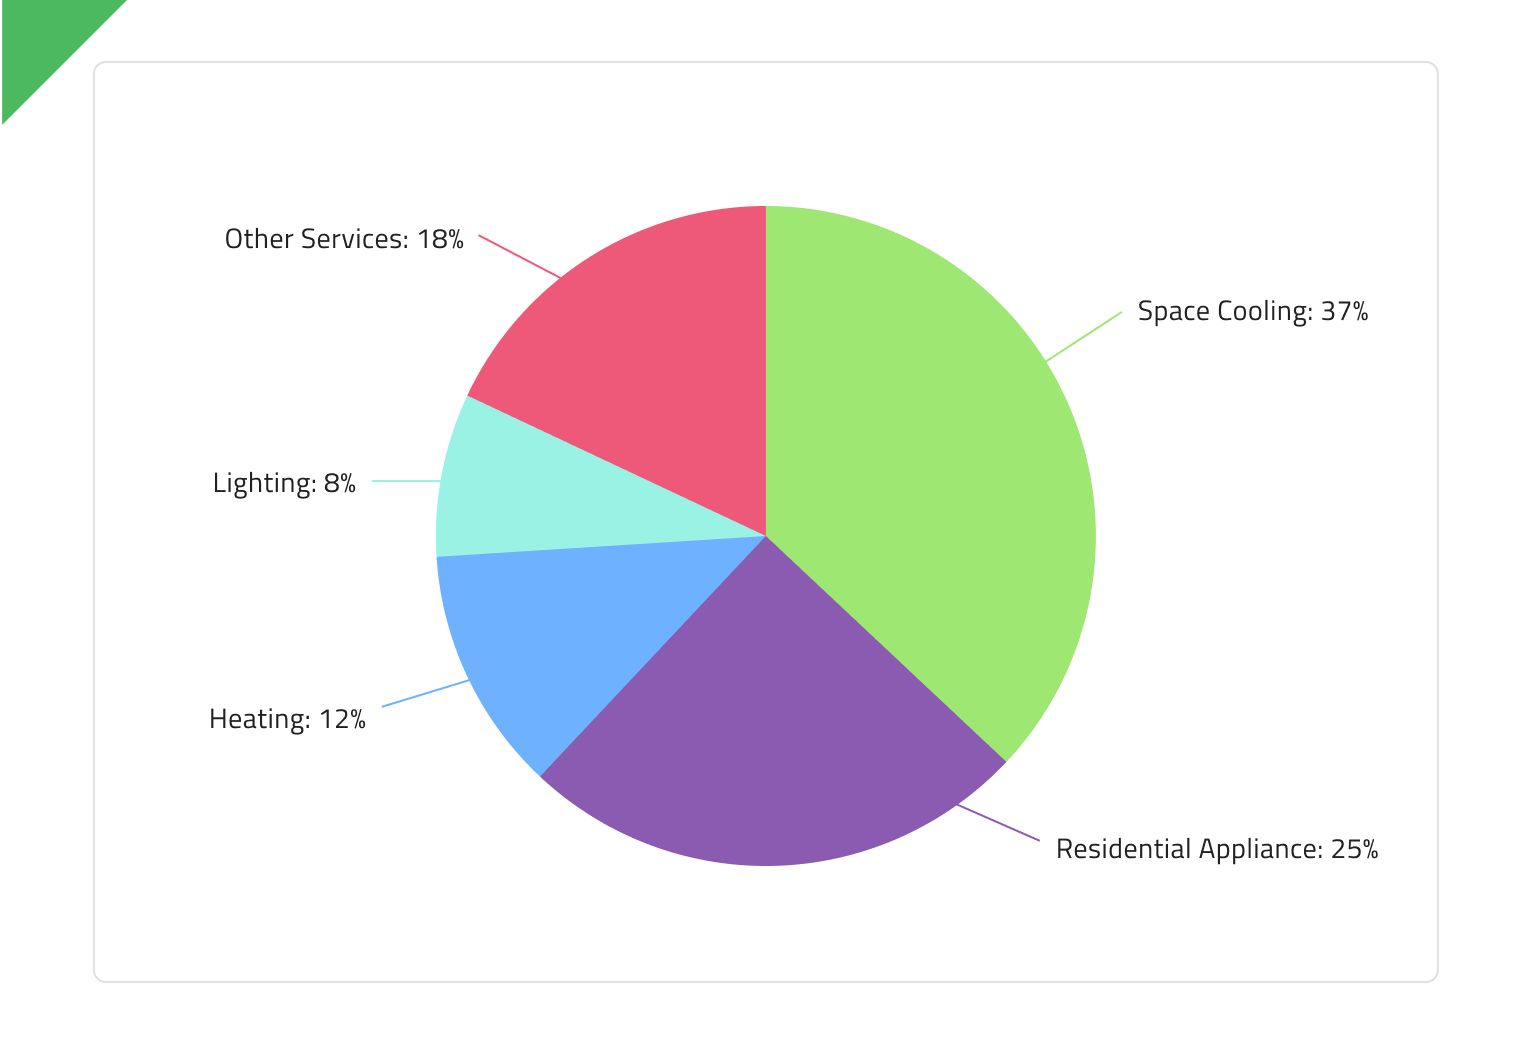 Other Services: 18%
Space Cooling: 37%
Lighting: 8%
Heating: 12%
Residential Appliance: 25%